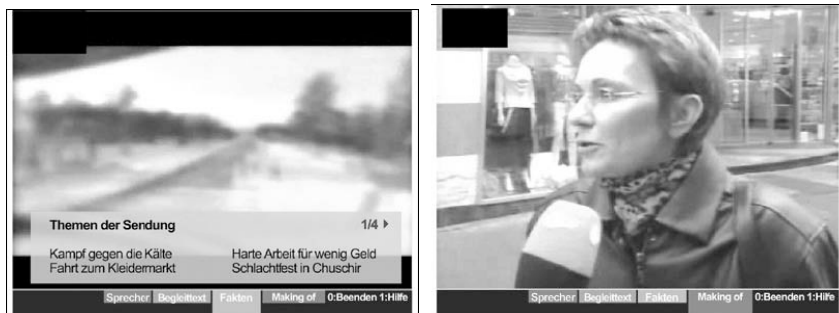 Themen der Sendung 1/4
Kampf gegen die Kälte Harte Arbeit für wenig Geld
Fahrt zum Kleidermarkt Schlachtfest in Chuschir
Sprecher Begleittext Fakten Making of 0:Beenden 1:Hilfe
Sprecher Begleittext Fakten Making of 0:Beenden 1:Hilfe